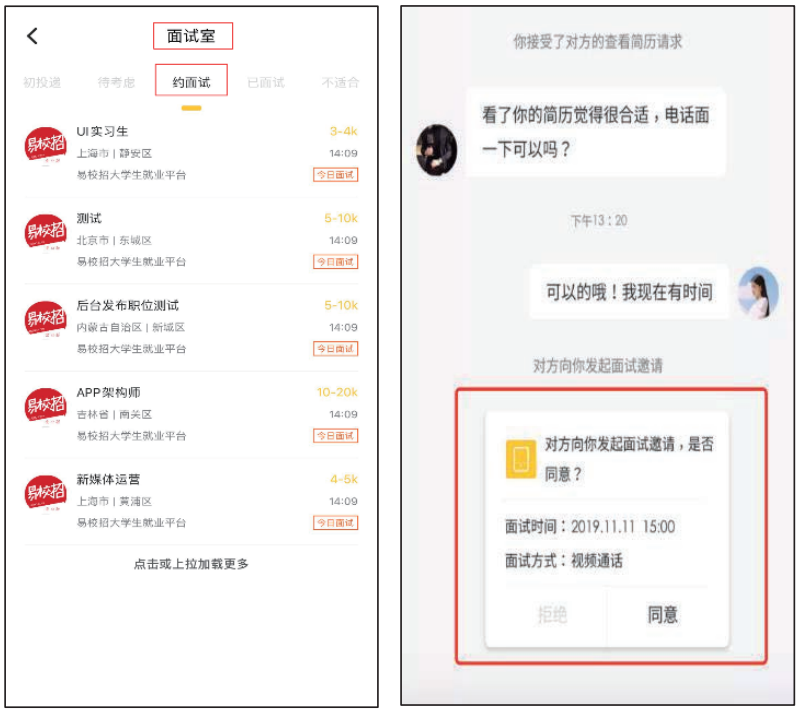 面试室
初投递 待考虑 约面试 已面试 不适合
易校招
UI实习生 3-4k
上海市 | 静安区 14:09
易校招大学生就业平台 今日面试
易校招
测试 5-10k
北京市 | 东城区 14:09
易校招大学生就业平台 今日面试
易校招
后台发布职位测试 5-10k
内蒙古自治区 | 新城区 14:09
易校招大学生就业平台 今日面试
易校招
APP架构师 10-20k
吉林省 | 南关区 14:09
易校招大学生就业平台 今日面试
易校招
新媒体运营 4-5k
上海市 | 黄浦区 14:09
易校招大学生就业平台 今日面试
点击或上拉加载更多
你接受了对方的查看简历请求
看了你的简历觉得很合适，电话面
一下可以吗？
下午13：20
可以的哦！我现在有时间
对方向你发起面试邀请
对方向你发起面试邀请，是否
同意？
面试时间：2019.11.11 15:00
面试方式：视频通话
拒绝 同意